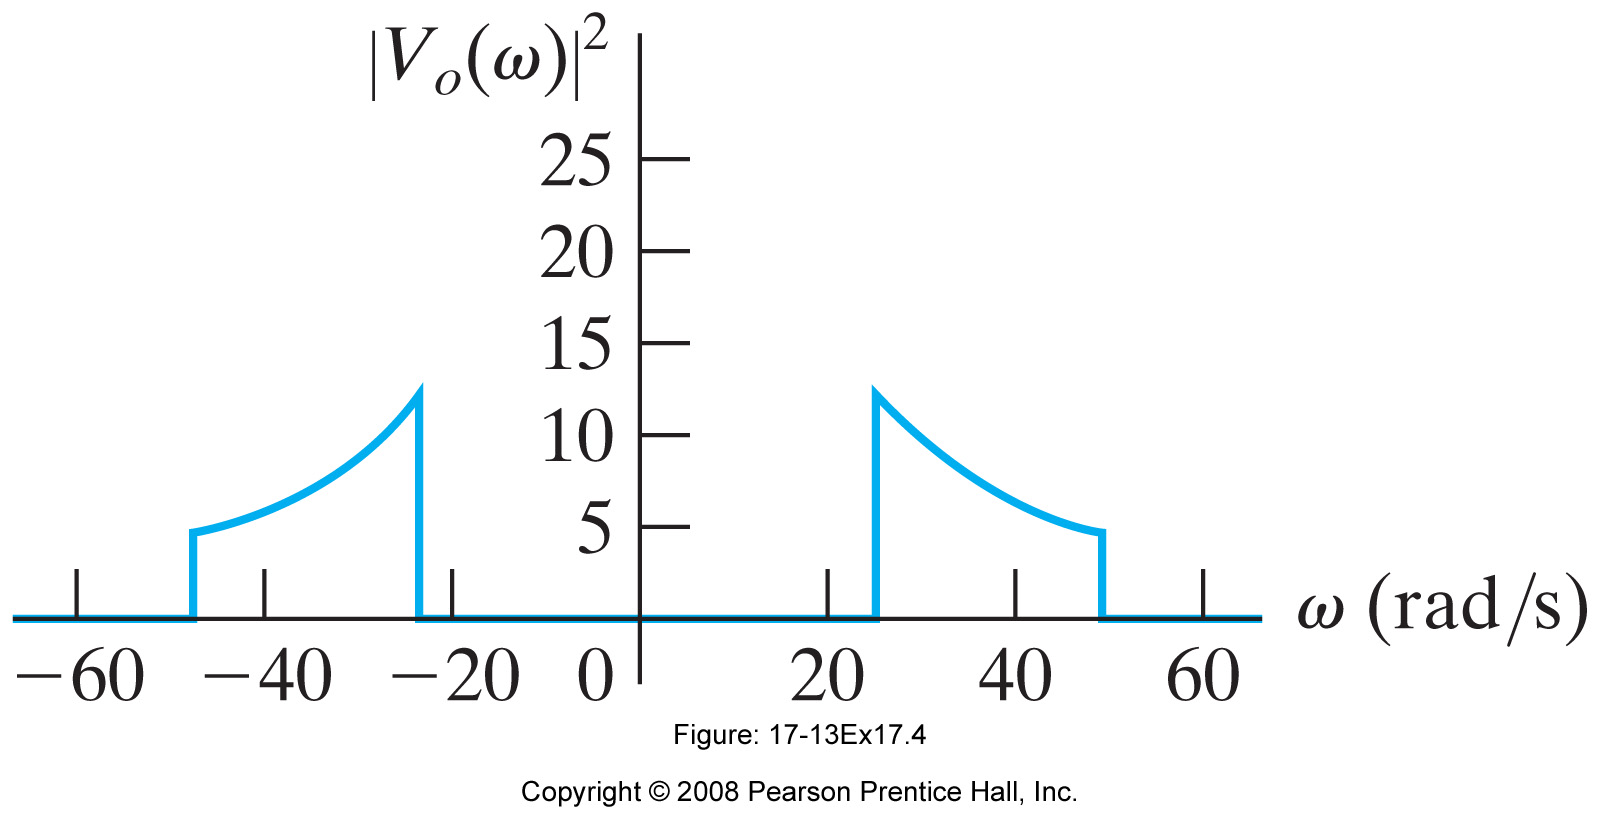 |Vₒ(ω)|²
25
20
15
10
5
−60 −40 −20 0 20 40 60 ω (rad/s)
Figure: 17-13Ex17.4
Copyright © 2008 Pearson Prentice Hall, Inc.